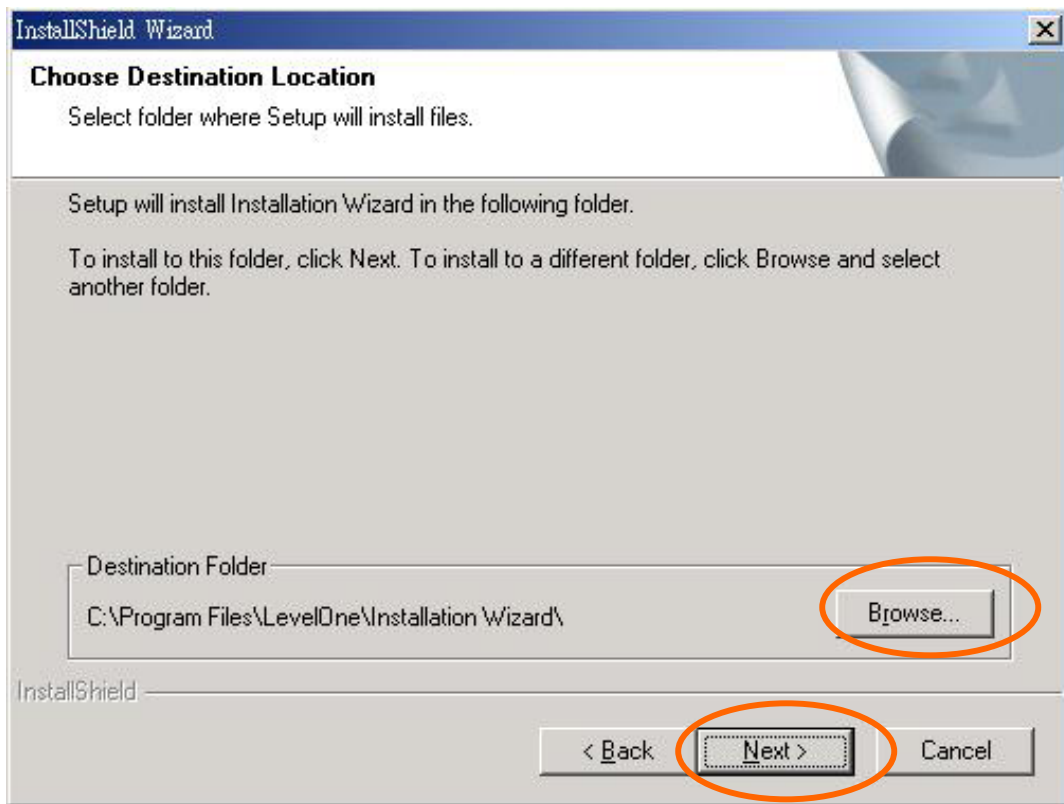 InstallShield Wizard
Choose Destination Location
Select folder where Setup will install files.
Setup will install Installation Wizard in the following folder.
To install to this folder, click Next. To install to a different folder, click Browse and select
another folder.
Destination Folder
C:\Program Files\LevelOne\Installation Wizard\
Browse...
InstallShield
< Back
Next >
Cancel